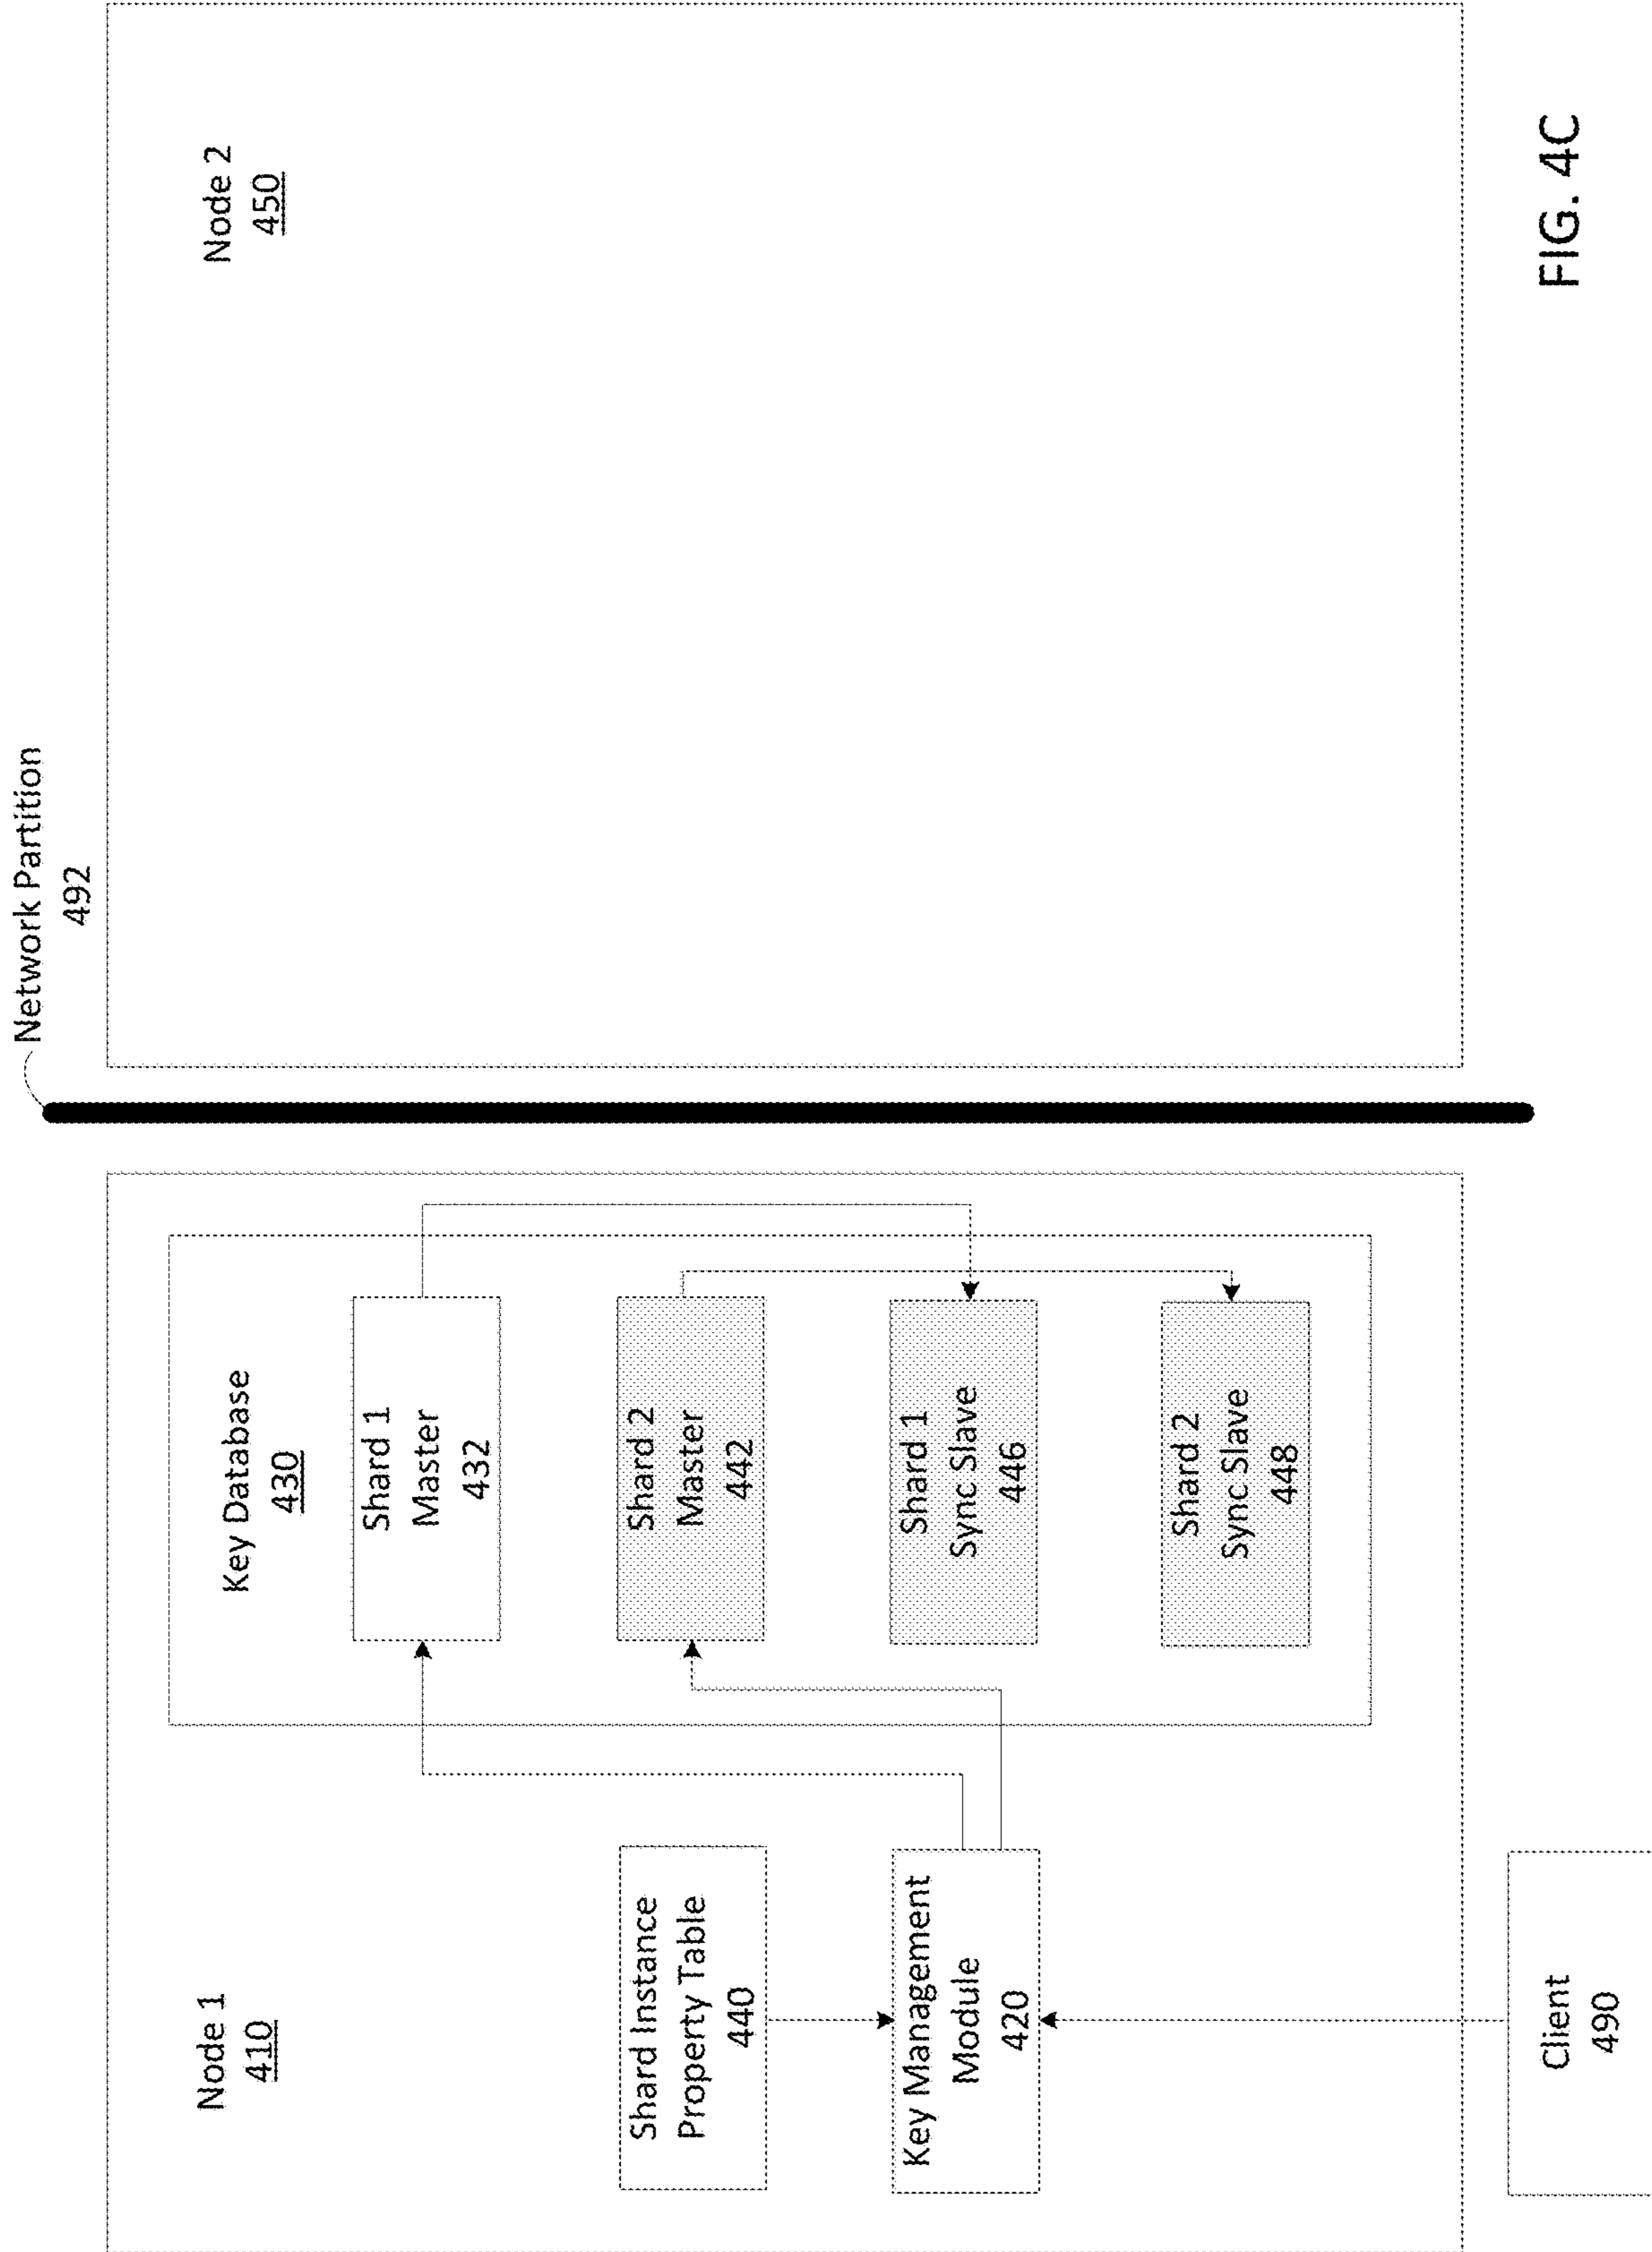 Network Partition
492
Node 1
410
Key Database
430
Shard 1
Master
432
Shard 2
Master
442
Shard 1
Sync Slave
446
Shard 2
Sync Slave
448
Shard Instance
Property Table
440
Key Management
Module
420
Client
490
Node 2
450
FIG. 4C